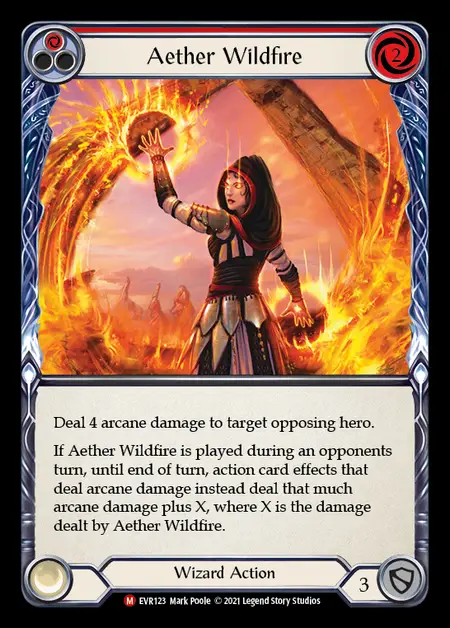 Aether Wildfire
2
Deal 4 arcane damage to target opposing hero.
If Aether Wildfire is played during an opponents
turn, until end of turn, action card effects that
deal arcane damage instead deal that much
arcane damage plus X, where X is the damage
dealt by Aether Wildfire.
Wizard Action
3
M EVR123 Mark Poole © 2021 Legend Story Studios